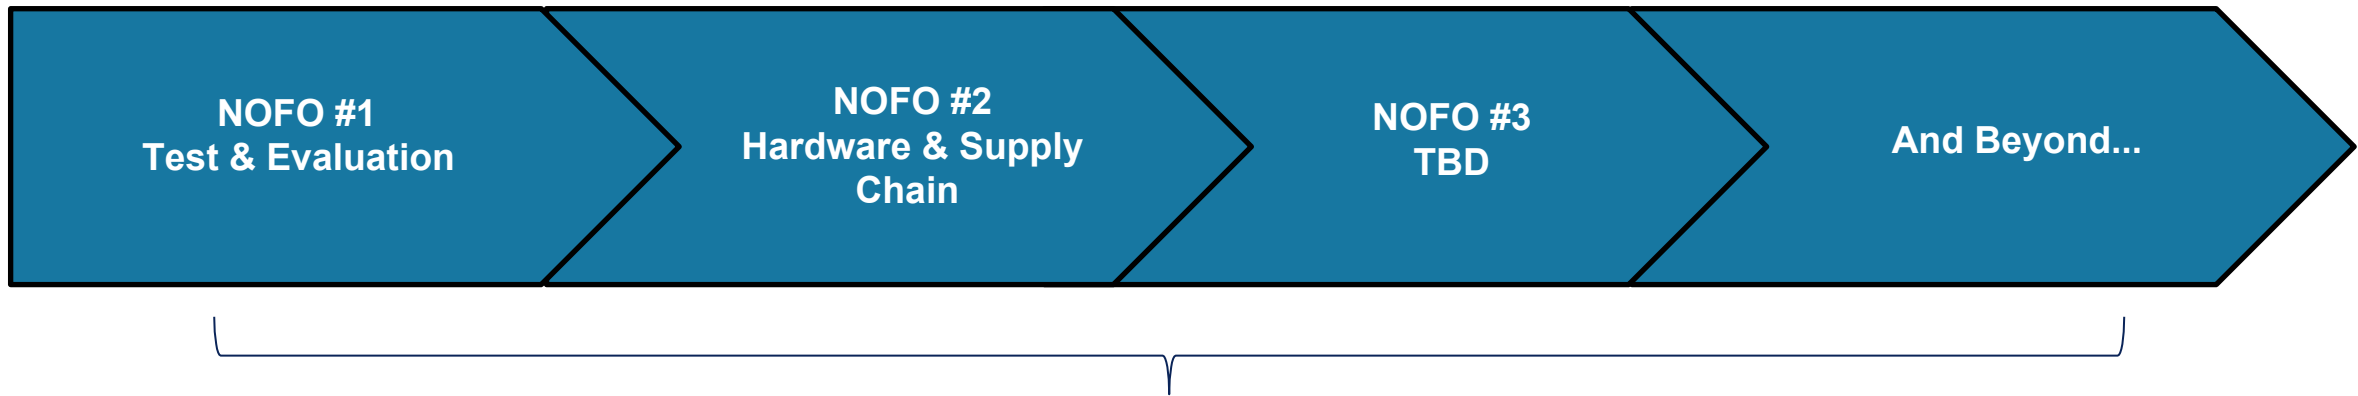 NOFO #1
Test & Evaluation
NOFO #2
Hardware & Supply
Chain
NOFO #3
TBD
And Beyond...